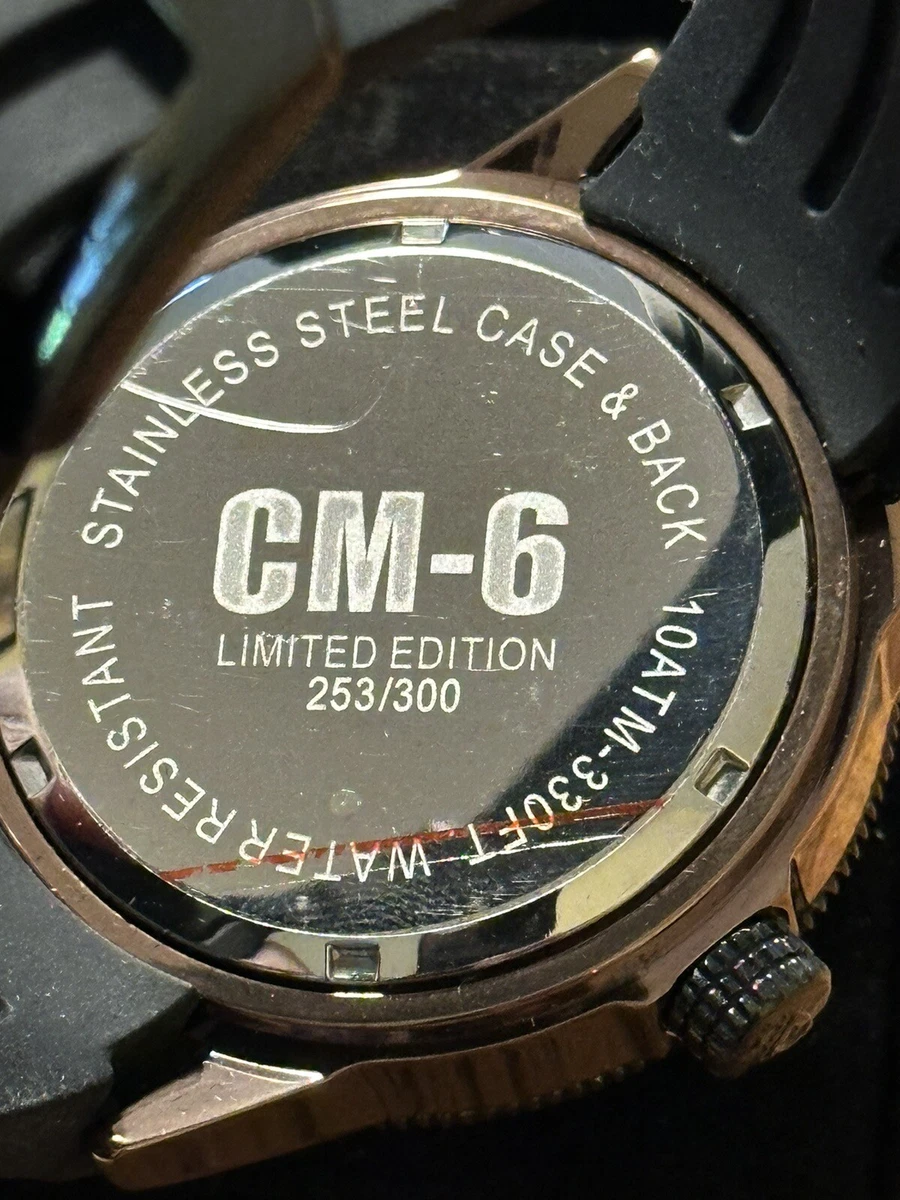 STAINLESS STEEL CASE & BACK
10ATM-330FT WATER RESISTANT
CM-6
LIMITED EDITION
253/300